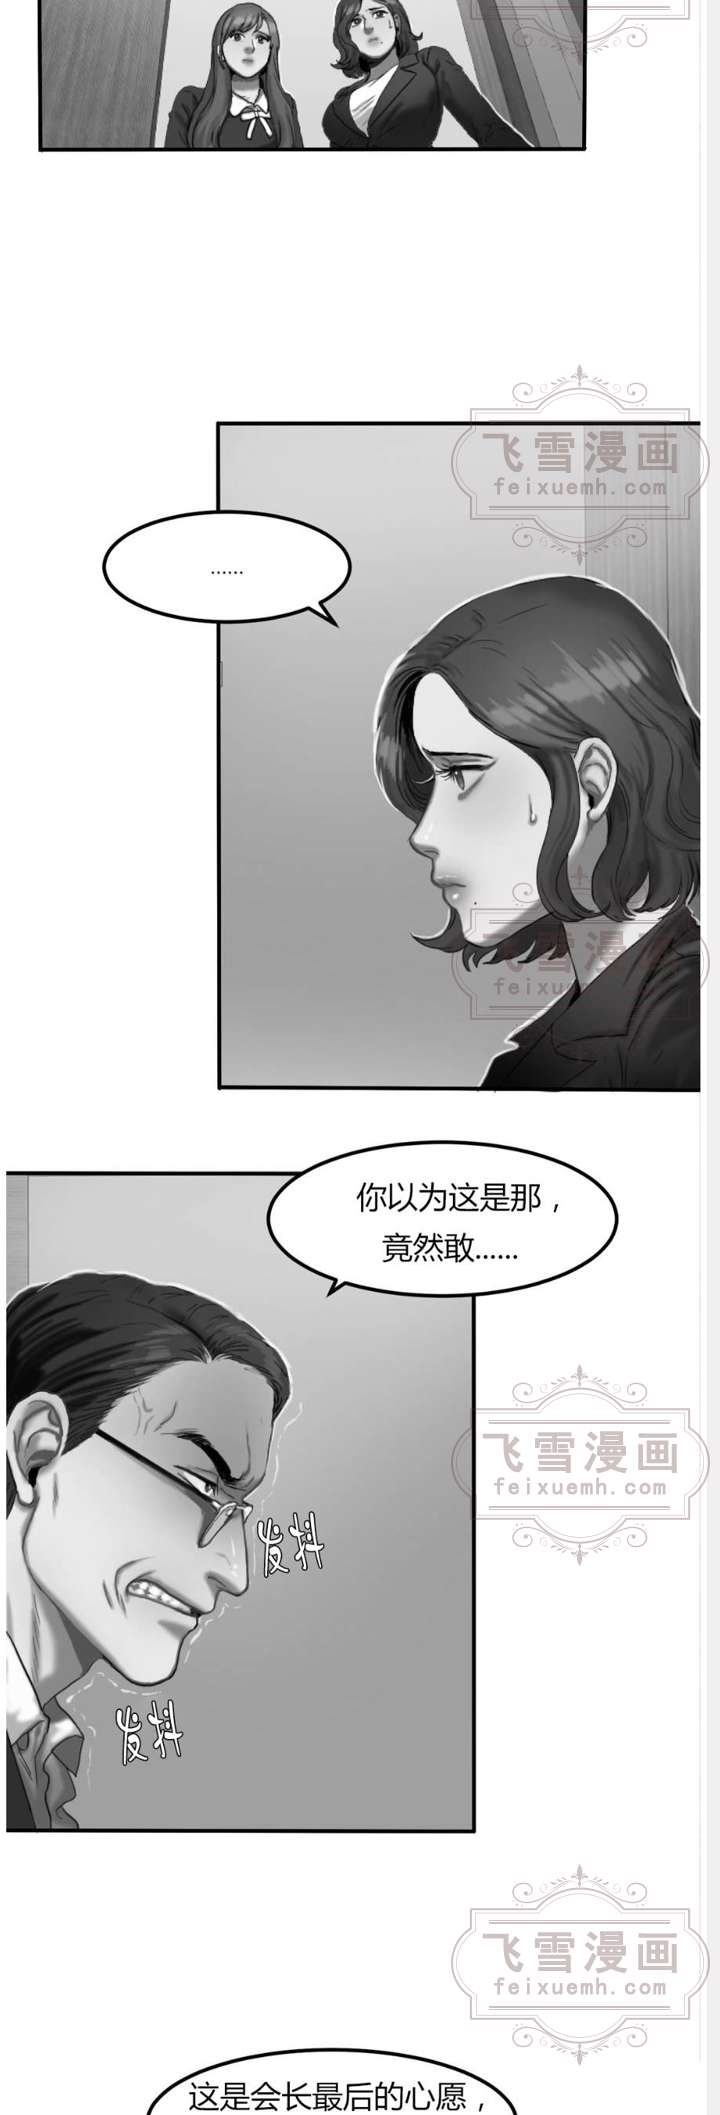 飞雪漫画
feixuemh.com
......
飞雪漫画
feixuemh.com
你以为这是那，
竟然敢......
飞雪漫画
feixuemh.com
发抖
发抖
飞雪漫画
feixuemh.com
这是会长最后的心愿，